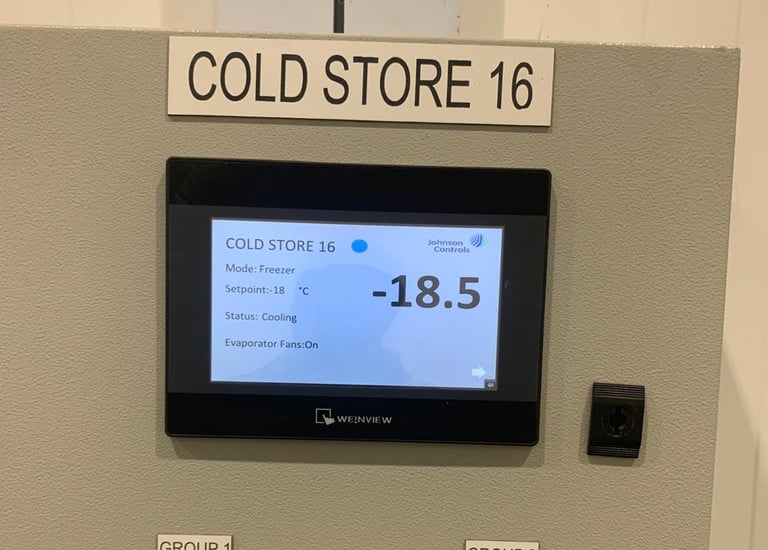 COLD STORE 16
COLD STORE 16
Johnson Controls
Mode: Freezer
Setpoint:-18 °C
-18.5
Status: Cooling
Evaporator Fans:On
WEINVIEW
GROUP 1
GROUP